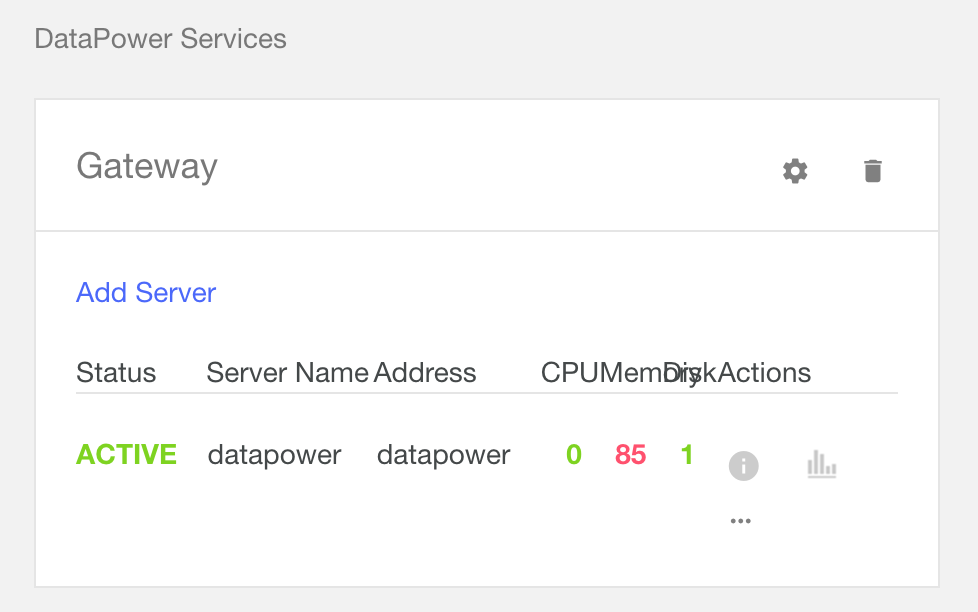 DataPower Services
Gateway
Add Server
Status Server Name Address CPU Memory Disk Actions
ACTIVE datapower datapower 0 85 1
...